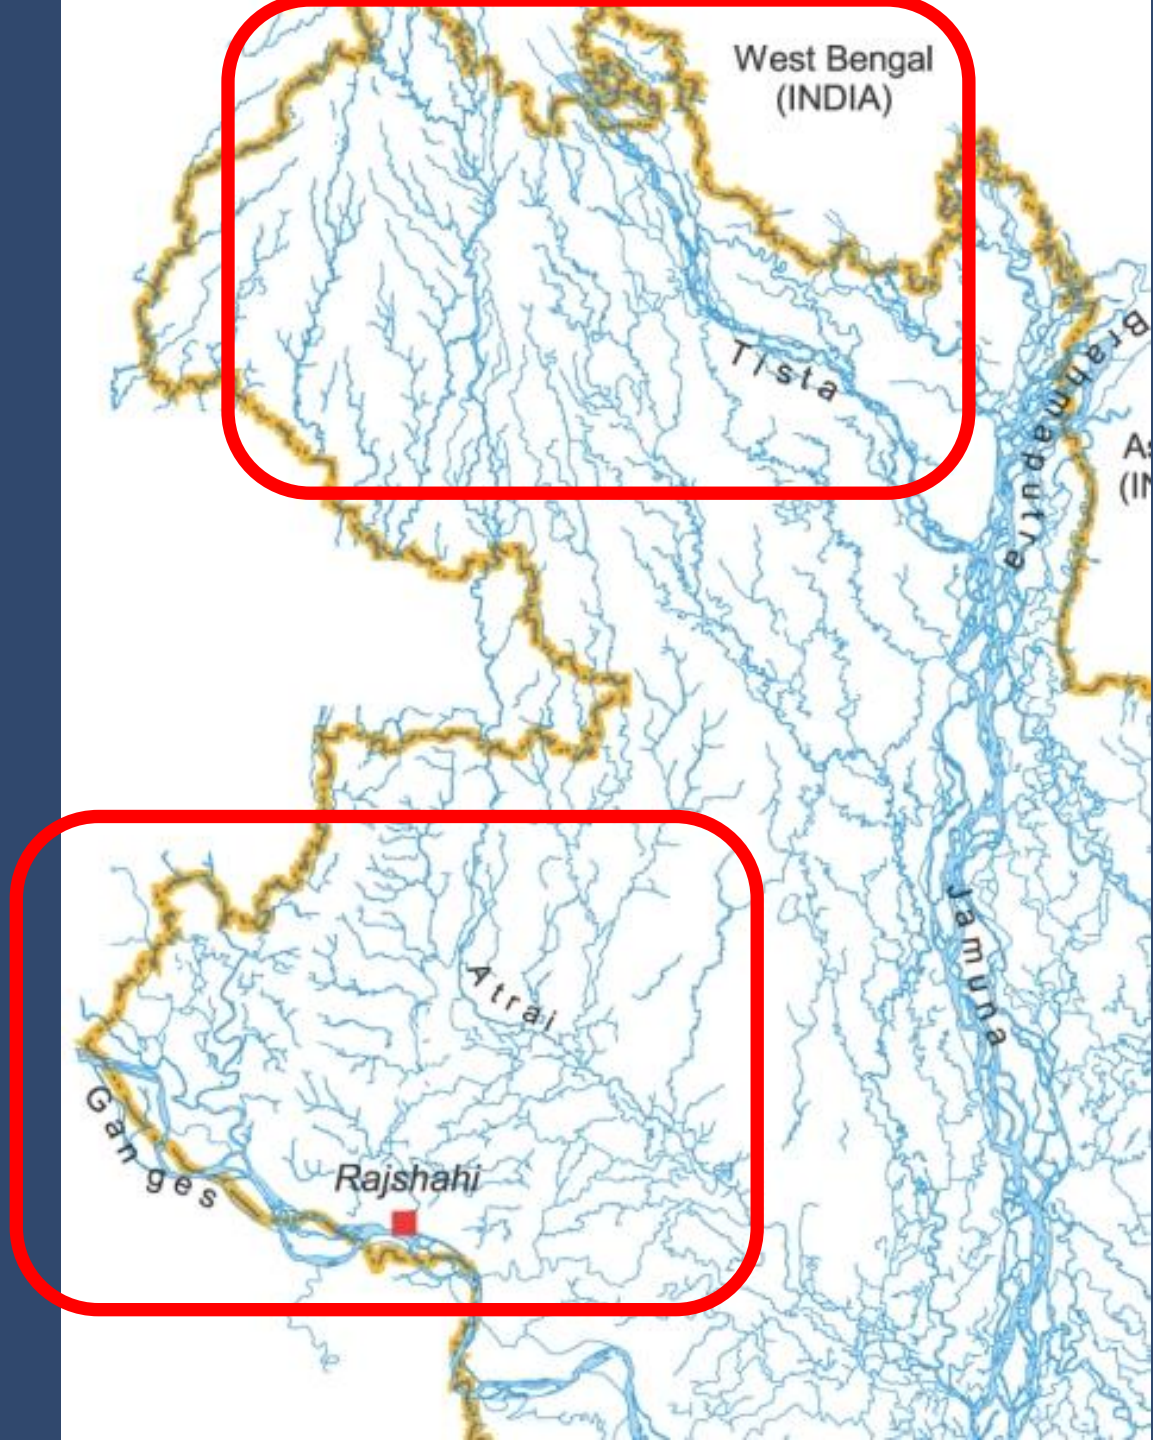 West Bengal
(INDIA)
Tista
Brahmaputra
Jamuna
Atrai
Ganges
Rajshahi